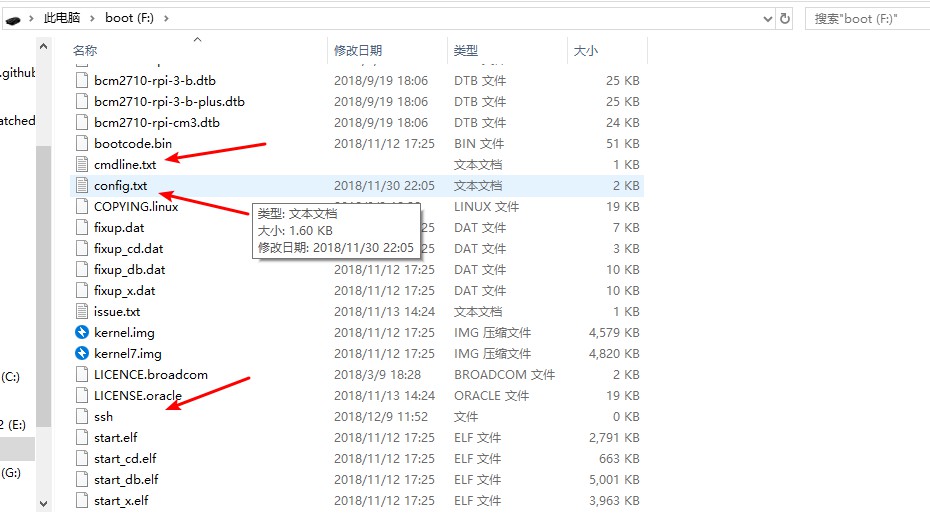 此电脑 › boot (F:) › 搜索"boot (F:)"
名称 修改日期 类型 大小
.github
bcm2710-rpi-3-b.dtb 2018/9/19 18:06 DTB 文件 25 KB
bcm2710-rpi-3-b-plus.dtb 2018/9/19 18:06 DTB 文件 25 KB
atched
bcm2710-rpi-cm3.dtb 2018/9/19 18:06 DTB 文件 24 KB
bootcode.bin 2018/11/12 17:25 BIN 文件 51 KB
cmdline.txt 文本文档 1 KB
config.txt 2018/11/30 22:05 文本文档 2 KB
COPYING.linux LINUX 文件 19 KB
类型: 文本文档
大小: 1.60 KB
修改日期: 2018/11/30 22:05
fixup.dat :25 DAT 文件 7 KB
fixup_cd.dat DAT 文件 3 KB
fixup_db.dat 2018/11/12 17:25 DAT 文件 10 KB
fixup_x.dat 2018/11/12 17:25 DAT 文件 10 KB
issue.txt 2018/11/13 14:24 文本文档 1 KB
kernel.img 2018/11/12 17:25 IMG 压缩文件 4,579 KB
kernel7.img 2018/11/12 17:25 IMG 压缩文件 4,820 KB
(C:)
LICENCE.broadcom 2018/3/9 18:28 BROADCOM 文件 2 KB
LICENSE.oracle 2018/11/13 14:24 ORACLE 文件 19 KB
ssh 2018/12/9 11:52 文件 0 KB
2 (E:)
start.elf 2018/11/12 17:25 ELF 文件 2,791 KB
start_cd.elf 2018/11/12 17:25 ELF 文件 663 KB
(G:)
start_db.elf 2018/11/12 17:25 ELF 文件 5,001 KB
start_x.elf 2018/11/12 17:25 ELF 文件 3,963 KB